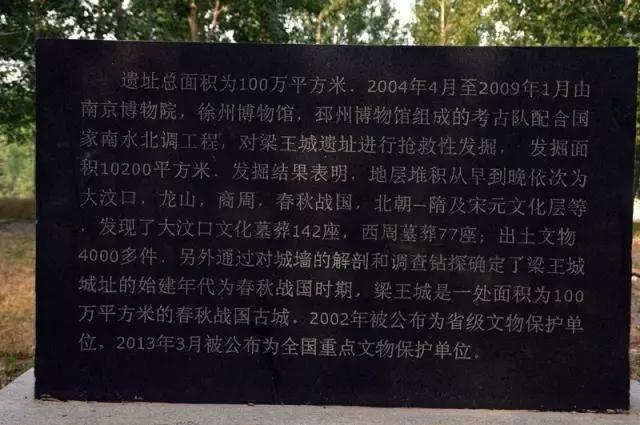 遗址总面积为100万平方米．2004年4月至2009年1月由
南京博物院，徐州博物馆，邳州博物馆组成的考古队配合国
家南水北调工程，对梁王城遗址进行抢救性发掘， 发掘面
积10200平方米．发掘结果表明．地层堆积从早到晚依次为
大汶口，龙山，商周，春秋战国，北朝—隋及宋元文化层等
，发现了大汶口文化墓葬142座，西周墓葬77座；出土文物
4000多件．另外通过对城墙的解剖和调查钻探确定了梁王城
城址的始建年代为春秋战国时期，梁王城是一处面积为100
万平方米的春秋战国古城。2002年被公布为省级文物保护单
位。2013年3月被公布为全国重点文物保护单位。